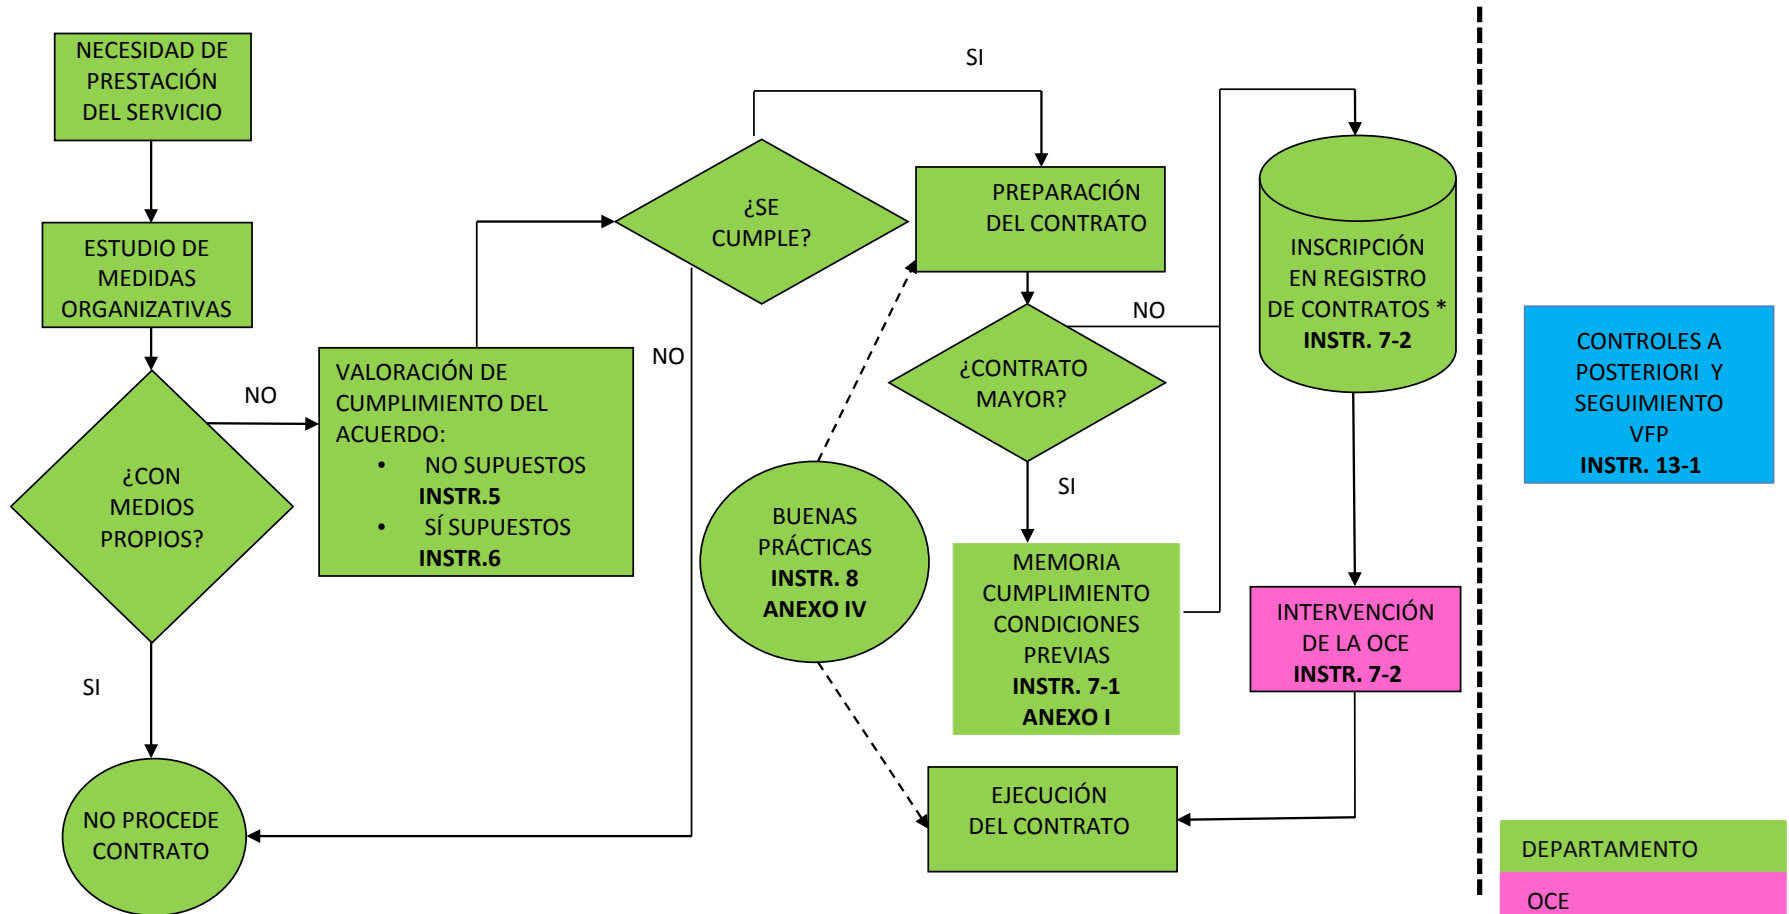 NECESIDAD DE
PRESTACIÓN
DEL SERVICIO
ESTUDIO DE
MEDIDAS
ORGANIZATIVAS
¿CON
MEDIOS
PROPIOS?
NO
SI
NO PROCEDE
CONTRATO
VALORACIÓN DE
CUMPLIMIENTO DEL
ACUERDO:
• NO SUPUESTOS
INSTR.5
• SÍ SUPUESTOS
INSTR.6
¿SE
CUMPLE?
SI
NO
PREPARACIÓN
DEL CONTRATO
¿CONTRATO
MAYOR?
NO
SI
BUENAS
PRÁCTICAS
INSTR. 8
ANEXO IV
MEMORIA
CUMPLIMIENTO
CONDICIONES
PREVIAS
INSTR. 7-1
ANEXO I
EJECUCIÓN
DEL CONTRATO
INSCRIPCIÓN
EN REGISTRO
DE CONTRATOS *
INSTR. 7-2
INTERVENCIÓN
DE LA OCE
INSTR. 7-2
CONTROLES A
POSTERIORI Y
SEGUIMIENTO
VFP
INSTR. 13-1
DEPARTAMENTO
OCE